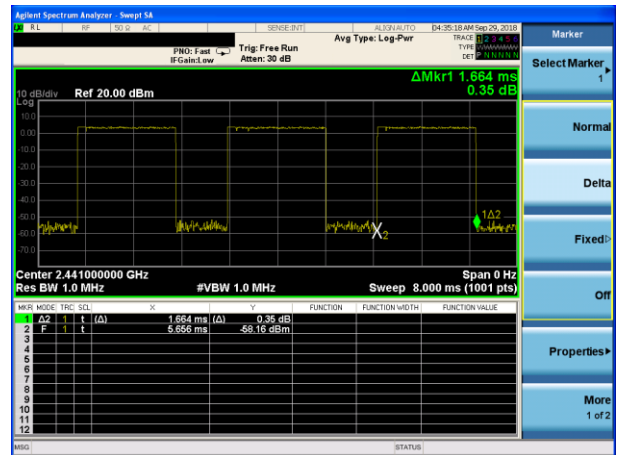 Agilent Spectrum Analyzer - Swept SA
RL RF 50 Ω AC SENSE:INT ALIGNAUTO 04:35:18 AM Sep 29, 2018
Avg Type: Log-Pwr TRACE 1 2 3 4 5 6
PNO: Fast Trig: Free Run TYPE
IFGain:Low Atten: 30 dB DET P N N N N N
ΔMkr1 1.664 ms
0.35 dB
10 dB/div Ref 20.00 dBm
Log
10.0
0.00
-10.0
-20.0
-30.0
-40.0
-50.0
-60.0
-70.0
1Δ2
X2
Center 2.441000000 GHz Span 0 Hz
Res BW 1.0 MHz #VBW 1.0 MHz Sweep 8.000 ms (1001 pts)
MKR MODE TRC SCL X Y FUNCTION FUNCTION WIDTH FUNCTION VALUE
1 Δ2 1 t (Δ) 1.664 ms (Δ) 0.35 dB
2 F 1 t 5.656 ms -58.16 dBm
3
4
5
6
7
8
9
10
11
12
MSG STATUS
Marker
Select Marker
1
Normal
Delta
Fixed
Off
Properties
More
1 of 2